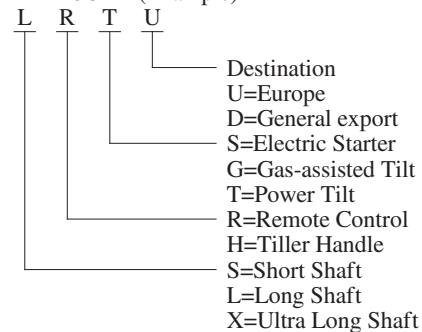 L R T U
Destination
U=Europe
D=General export
S=Electric Starter
G=Gas-assisted Tilt
T=Power Tilt
R=Remote Control
H=Tiller Handle
S=Short Shaft
L=Long Shaft
X=Ultra Long Shaft